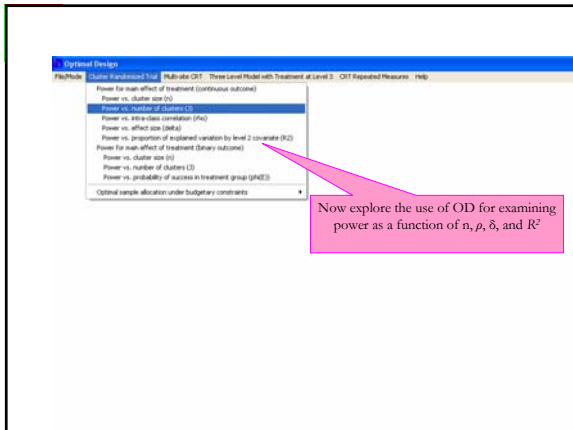 Optimal Design
File/Mode Cluster Randomized Trial Multi-site CRT Three Level Model with Treatment at Level 3 CRT Repeated Measures Help
Power for main effect of treatment (continuous outcome)
Power vs. cluster size (n)
Power vs. number of clusters (J)
Power vs. intra-class correlation (rho)
Power vs. effect size (delta)
Power vs. proportion of explained variation by level 2 covariate (R2)
Power for main effect of treatment (binary outcome)
Power vs. cluster size (n)
Power vs. number of clusters (J)
Power vs. probability of success in treatment group (phi(E))
Optimal sample allocation under budgetary constraints
Now explore the use of OD for examining
power as a function of n, ρ, δ, and R²